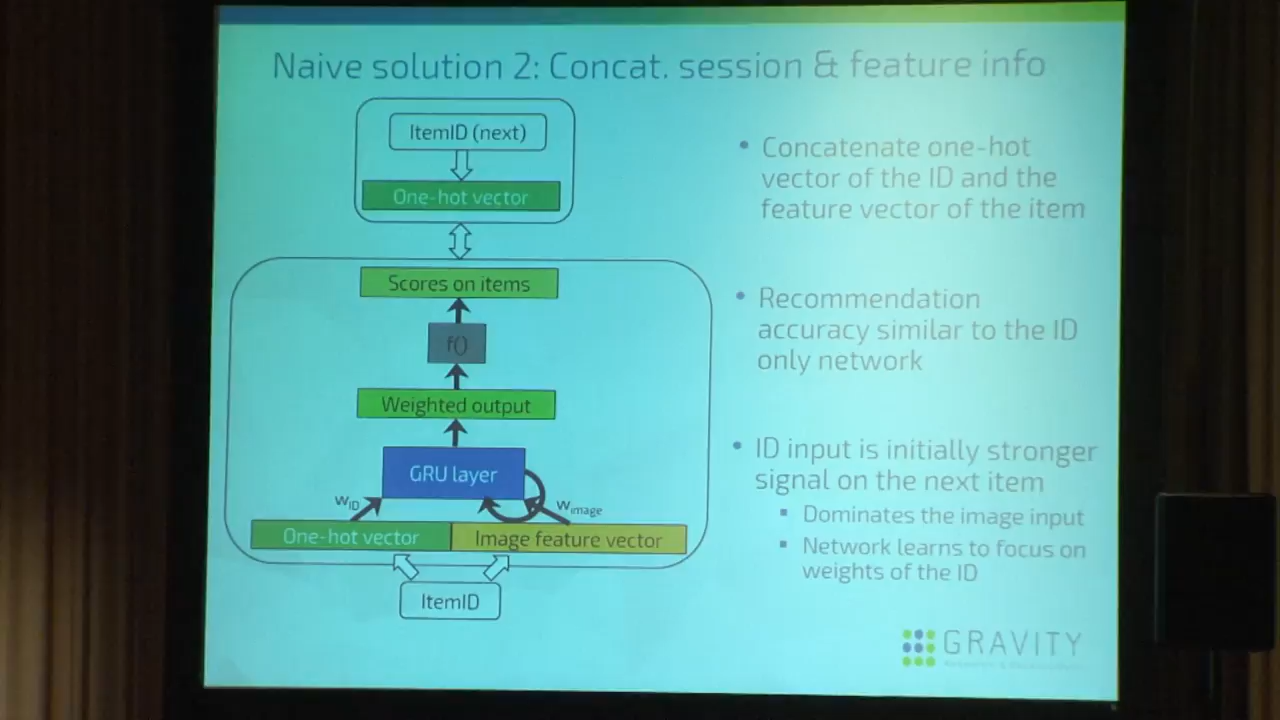 Naive solution 2: Concat. session & feature info
ItemID (next)
One-hot vector
Scores on items
f()
Weighted output
GRU layer
wID
wimage
One-hot vector
Image feature vector
ItemID
• Concatenate one-hot
vector of the ID and the
feature vector of the item
• Recommendation
accuracy similar to the ID
only network
• ID input is initially stronger
signal on the next item
▪ Dominates the image input
▪ Network learns to focus on
weights of the ID
GRAVITY